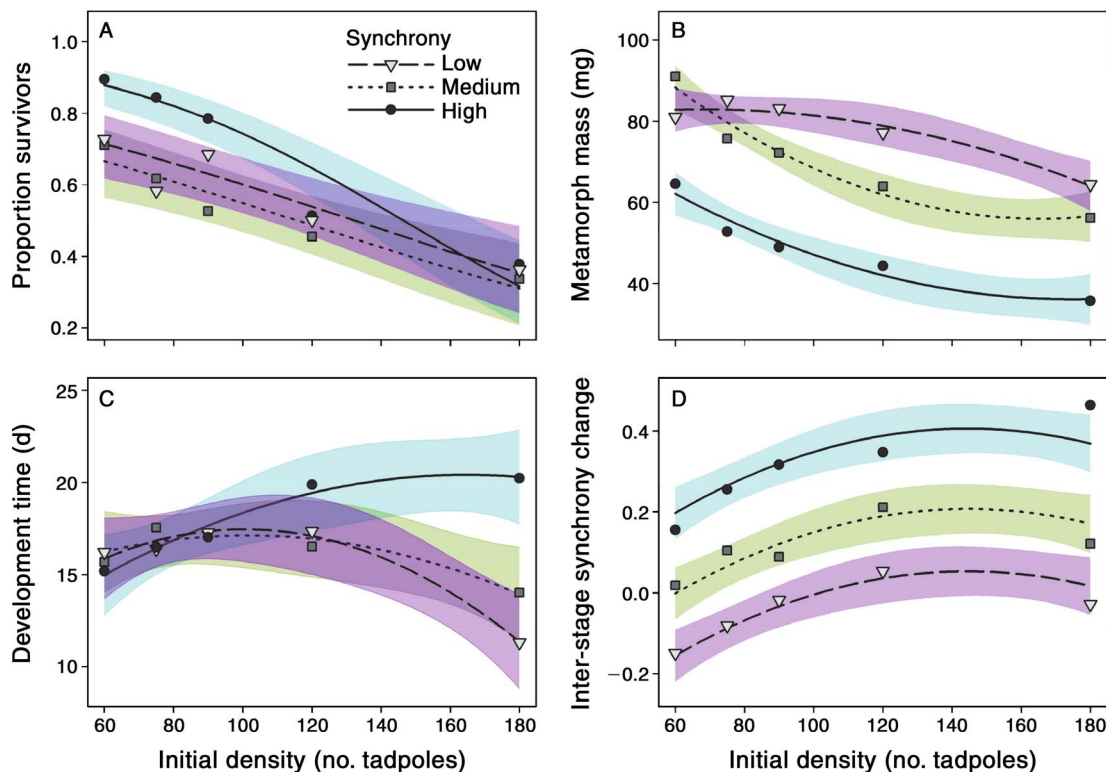 A
Synchrony
Low
Medium
High
1.0
0.8
0.6
0.4
0.2
Proportion survivors
B
100
80
60
40
Metamorph mass (mg)
C
25
20
15
10
Development time (d)
60 80 100 120 140 160 180
Initial density (no. tadpoles)
D
0.4
0.2
0.0
−0.2
Inter-stage synchrony change
60 80 100 120 140 160 180
Initial density (no. tadpoles)